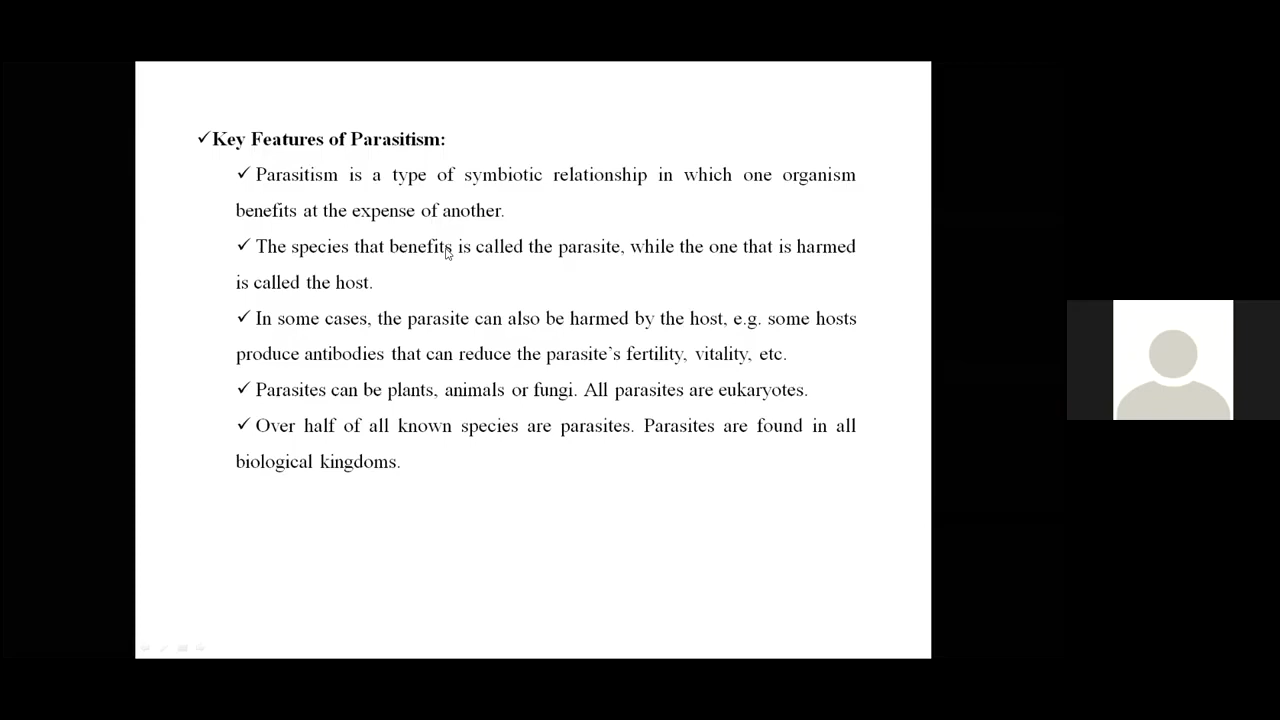 ✓Key Features of Parasitism:
✓ Parasitism is a type of symbiotic relationship in which one organism
benefits at the expense of another.
✓ The species that benefits is called the parasite, while the one that is harmed
is called the host.
✓ In some cases, the parasite can also be harmed by the host, e.g. some hosts
produce antibodies that can reduce the parasite’s fertility, vitality, etc.
✓ Parasites can be plants, animals or fungi. All parasites are eukaryotes.
✓ Over half of all known species are parasites. Parasites are found in all
biological kingdoms.